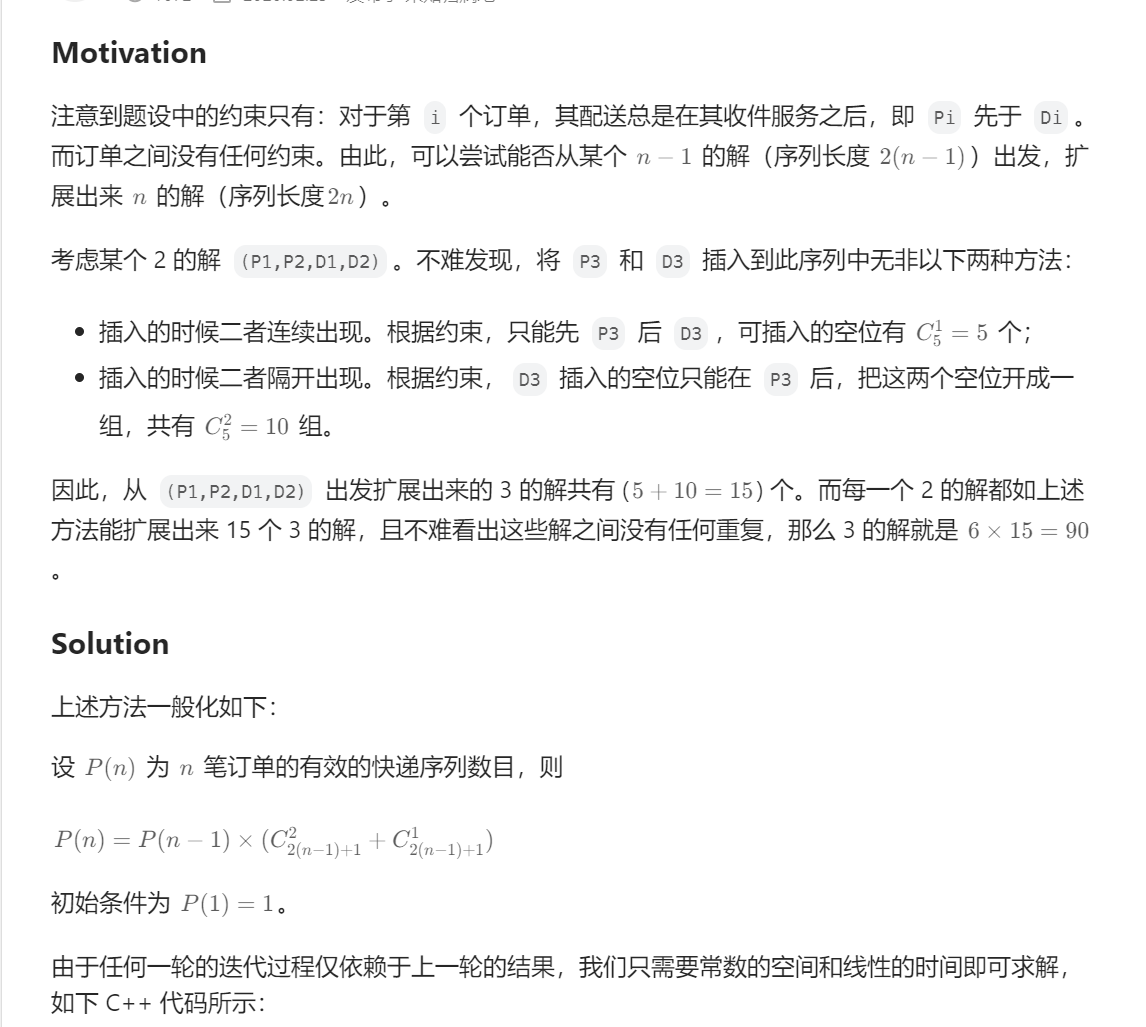 Motivation
注意到题设中的约束只有：对于第 i 个订单，其配送总是在其收件服务之后，即 Pi 先于 Di 。
而订单之间没有任何约束。由此，可以尝试能否从某个 n − 1 的解（序列长度 2(n − 1)）出发，扩
展出来 n 的解（序列长度2n）。
考虑某个 2 的解 (P1,P2,D1,D2) 。不难发现，将 P3 和 D3 插入到此序列中无非以下两种方法：
• 插入的时候二者连续出现。根据约束，只能先 P3 后 D3 ，可插入的空位有 C_5^1 = 5 个；
• 插入的时候二者隔开出现。根据约束， D3 插入的空位只能在 P3 后，把这两个空位开成一
组，共有 C_5^2 = 10 组。
因此，从 (P1,P2,D1,D2) 出发扩展出来的 3 的解共有 (5 + 10 = 15) 个。而每一个 2 的解都如上述
方法能扩展出来 15 个 3 的解，且不难看出这些解之间没有任何重复，那么 3 的解就是 6 × 15 = 90
。
Solution
上述方法一般化如下：
设 P(n) 为 n 笔订单的有效的快递序列数目，则
P(n) = P(n − 1) × (C_{2(n−1)+1}^2 + C_{2(n−1)+1}^1)
初始条件为 P(1) = 1。
由于任何一轮的迭代过程仅依赖于上一轮的结果，我们只需要常数的空间和线性的时间即可求解，
如下 C++ 代码所示：